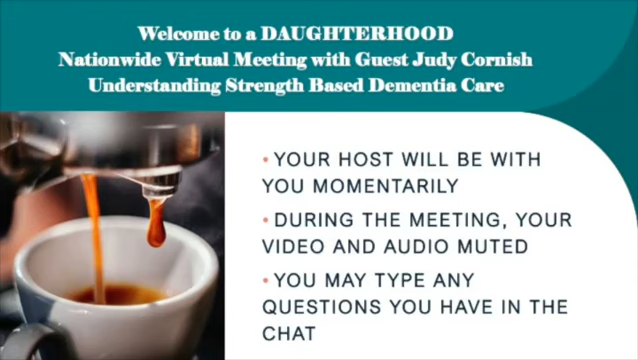 Welcome to a DAUGHTERHOOD
Nationwide Virtual Meeting with Guest Judy Cornish
Understanding Strength Based Dementia Care
• YOUR HOST WILL BE WITH
YOU MOMENTARILY
• DURING THE MEETING, YOUR
VIDEO AND AUDIO MUTED
• YOU MAY TYPE ANY
QUESTIONS YOU HAVE IN THE
CHAT